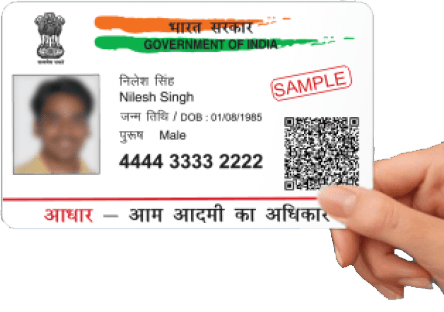 भारत सरकार
GOVERNMENT OF INDIA
SAMPLE
निलेश सिंह
Nilesh Singh
जन्म तिथि / DOB : 01/08/1985
पुरूष Male
4444 3333 2222
आधार – आम आदमी का अधिकार